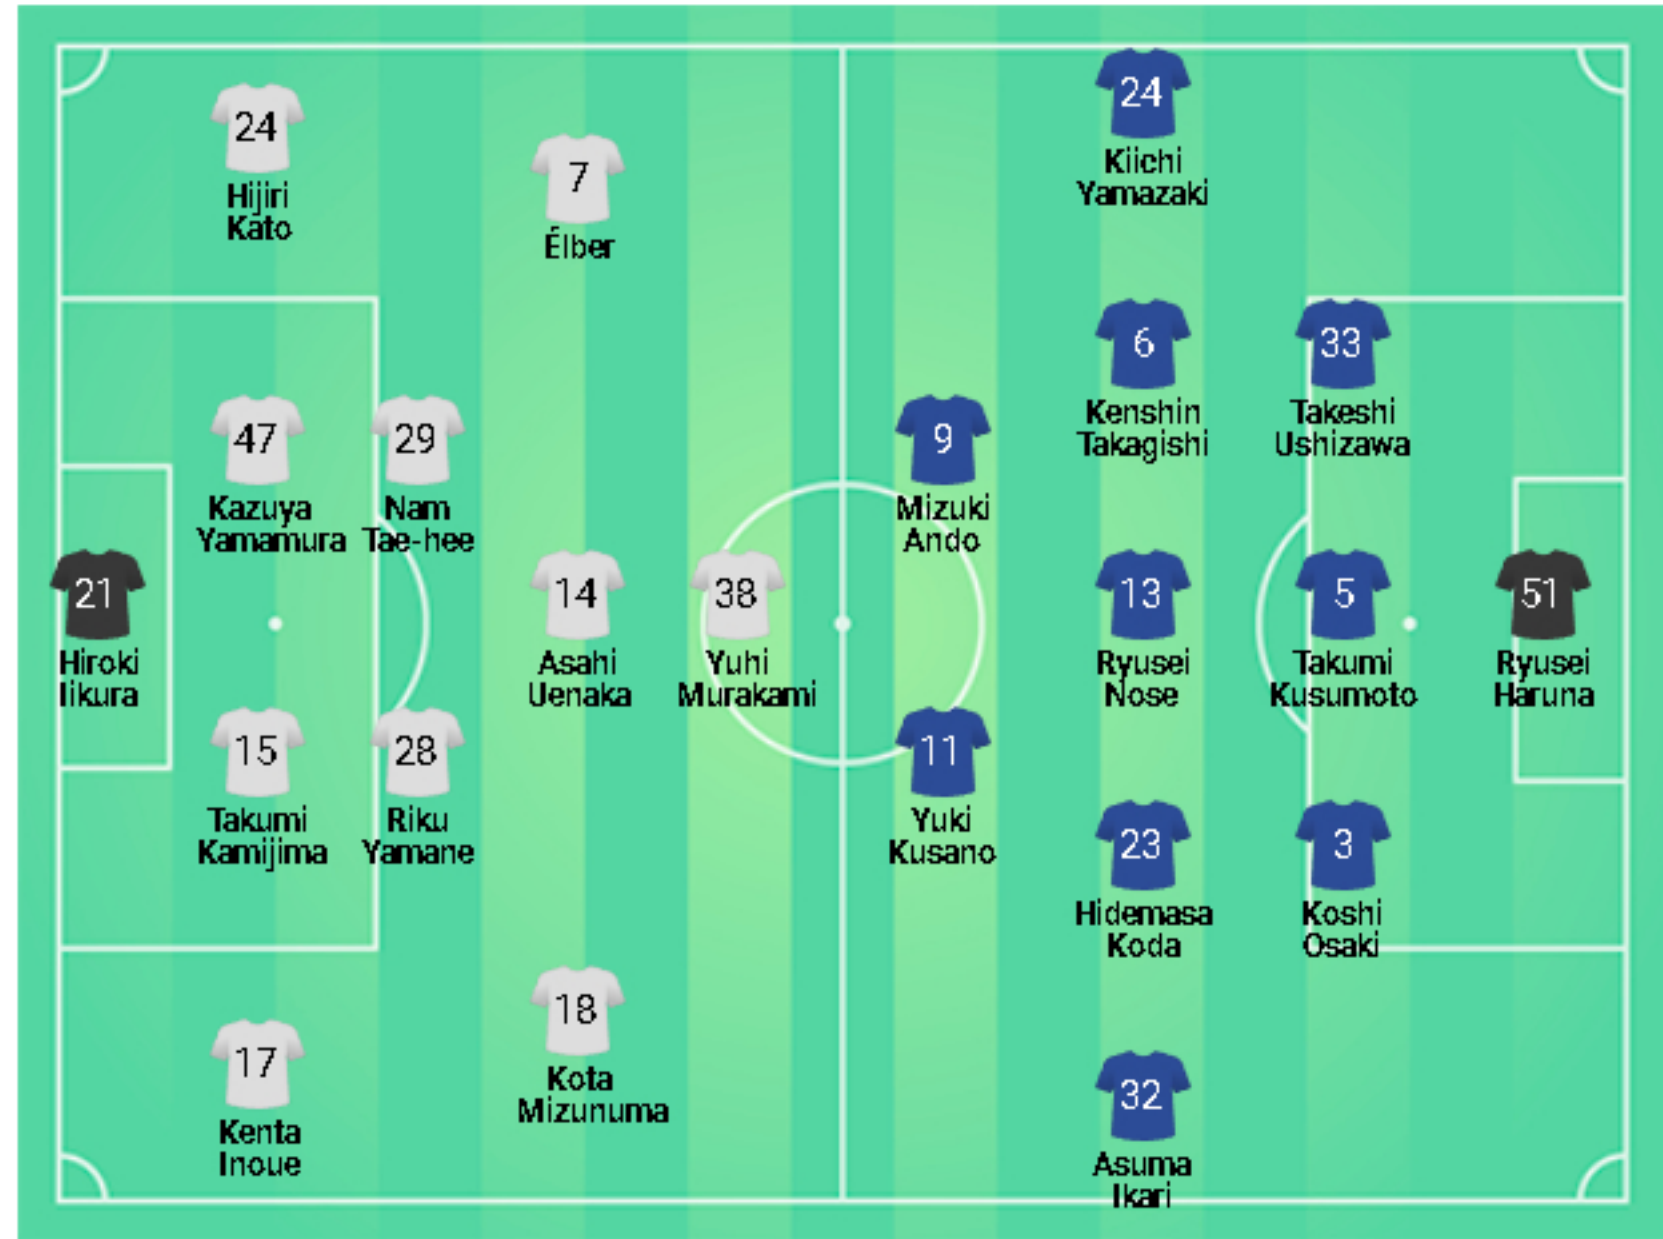 24
Hijiri
Kato
7
Élber
47
Kazuya
Yamamura
29
Nam
Tae-hee
21
Hiroki
Iikura
14
Asahi
Uenaka
38
Yuhi
Murakami
15
Takumi
Kamijima
28
Riku
Yamane
17
Kenta
Inoue
18
Kota
Mizunuma
24
Kiichi
Yamazaki
6
Kenshin
Takagishi
33
Takeshi
Ushizawa
9
Mizuki
Ando
13
Ryusei
Nose
5
Takumi
Kusumoto
51
Ryusei
Haruna
11
Yuki
Kusano
23
Hidemasa
Koda
3
Koshi
Osaki
32
Asuma
Ikari